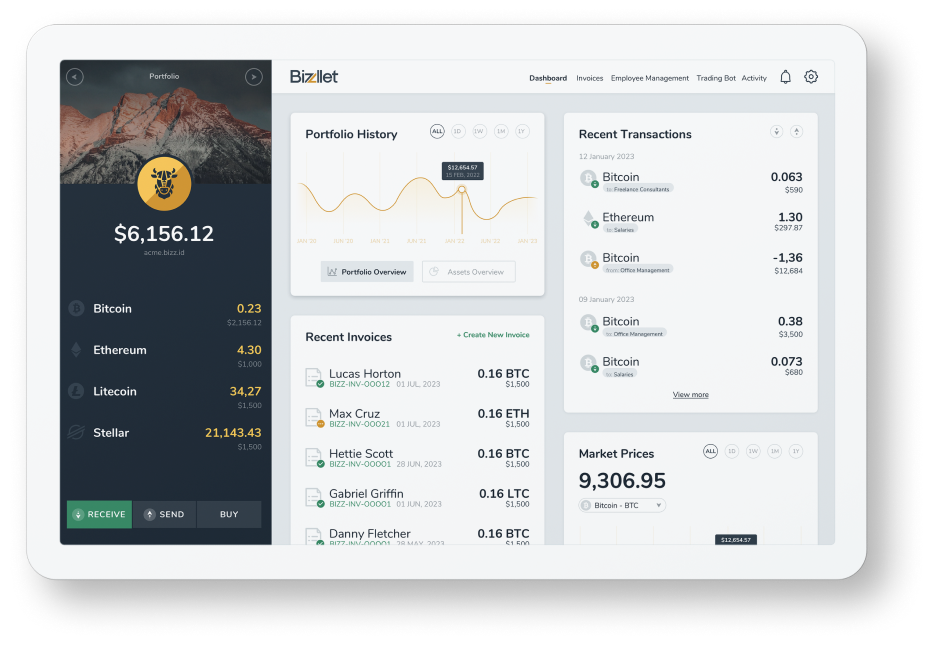 Portfolio
$6,156.12
acme.bizz.id
Bitcoin 0.23
$2,156.12
Ethereum 4.30
$1,000
Litecoin 34,27
$1,500
Stellar 21,143.43
$1,500
RECEIVE SEND BUY
Bizzllet
Dashboard Invoices Employee Management Trading Bot Activity
Portfolio History ALL 1D 1W 1M 1Y
$12,654.57
15 FEB, 2022
JAN '20 JUN '20 JAN '21 JUN '21 JAN '22 JUN '22 JAN '23
Portfolio Overview Assets Overview
Recent Invoices + Create New Invoice
Lucas Horton 0.16 BTC
BIZZ-INV-OOO12 01 JUL, 2023 $1,500
Max Cruz 0.16 ETH
BIZZ-INV-OOO21 01 JUL, 2023 $1,500
Hettie Scott 0.16 BTC
BIZZ-INV-OOOO1 28 JUN, 2023 $1,500
Gabriel Griffin 0.16 LTC
BIZZ-INV-OOOO1 01 JUN, 2023 $1,500
Danny Fletcher 0.16 BTC
BIZZ-INV-OOOO1 28 MAY, 2023 $1,500
Recent Transactions
12 January 2023
Bitcoin 0.063
to: Freelance Consultants $590
Ethereum 1.30
to: Salaries $297.87
Bitcoin -1,36
from: Office Management $12,684
09 January 2023
Bitcoin 0.38
to: Office Management $3,500
Bitcoin 0.073
to: Salaries $680
View more
Market Prices ALL 1D 1W 1M 1Y
9,306.95
Bitcoin - BTC
$12,654.57